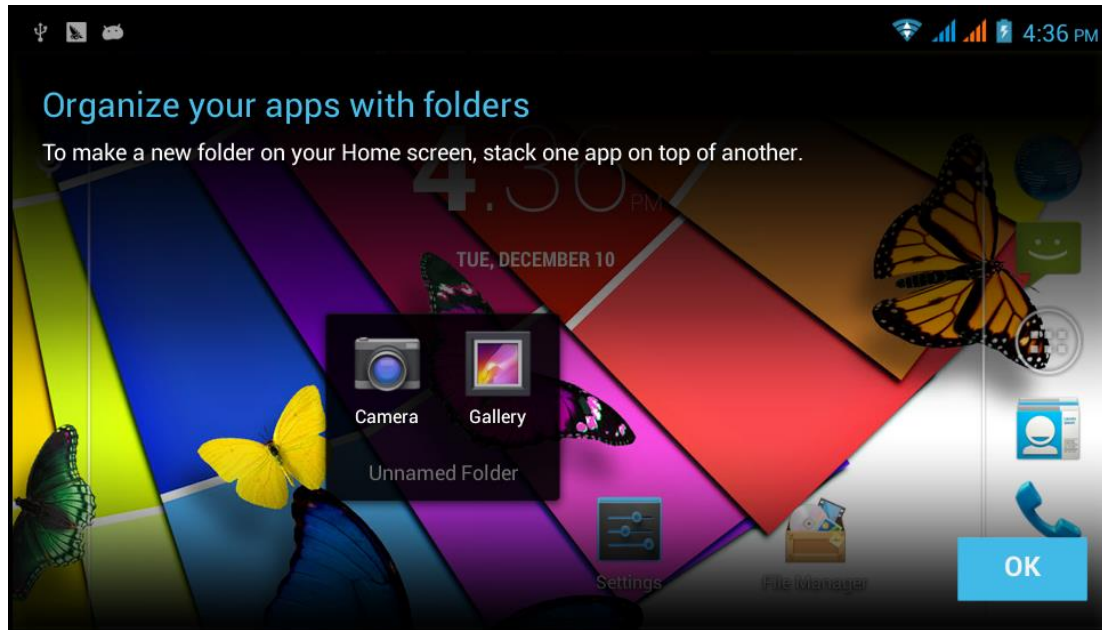 4:36 PM
Organize your apps with folders
To make a new folder on your Home screen, stack one app on top of another.
4:36 PM
TUE, DECEMBER 10
Camera
Gallery
Unnamed Folder
Settings
File Manager
OK